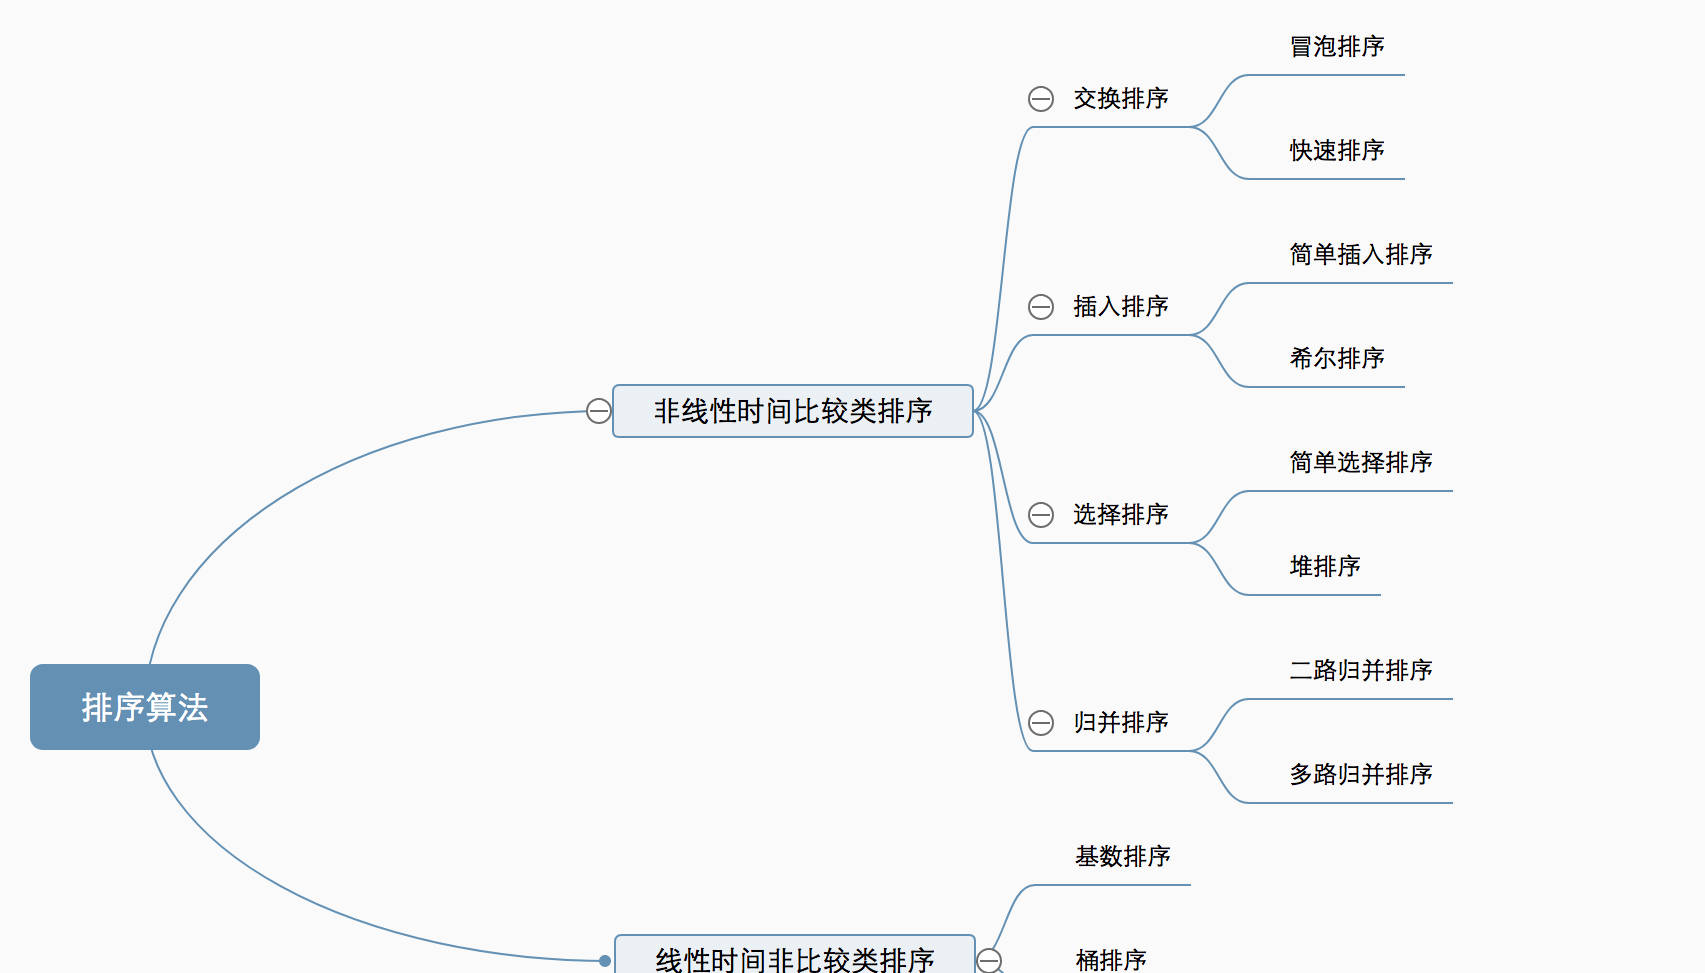 排序算法
非线性时间比较类排序
交换排序
冒泡排序
快速排序
插入排序
简单插入排序
希尔排序
选择排序
简单选择排序
堆排序
归并排序
二路归并排序
多路归并排序
线性时间非比较类排序
基数排序
桶排序